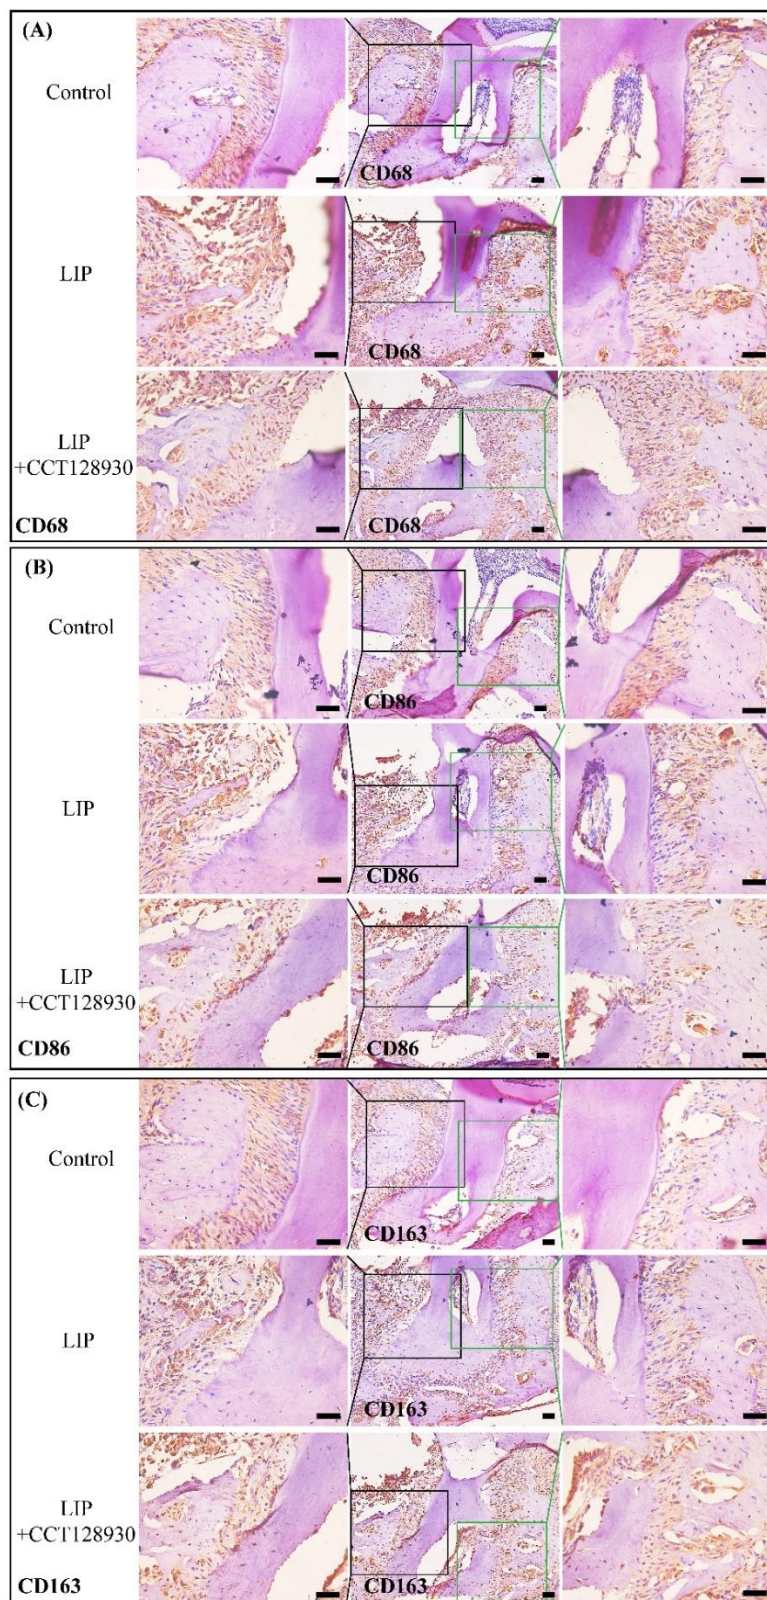 (A)
Control
CD68
LIP
CD68
LIP
+CCT128930
CD68
CD68
(B)
Control
CD86
LIP
CD86
LIP
+CCT128930
CD86
CD86
(C)
Control
CD163
LIP
CD163
LIP
+CCT128930
CD163
CD163